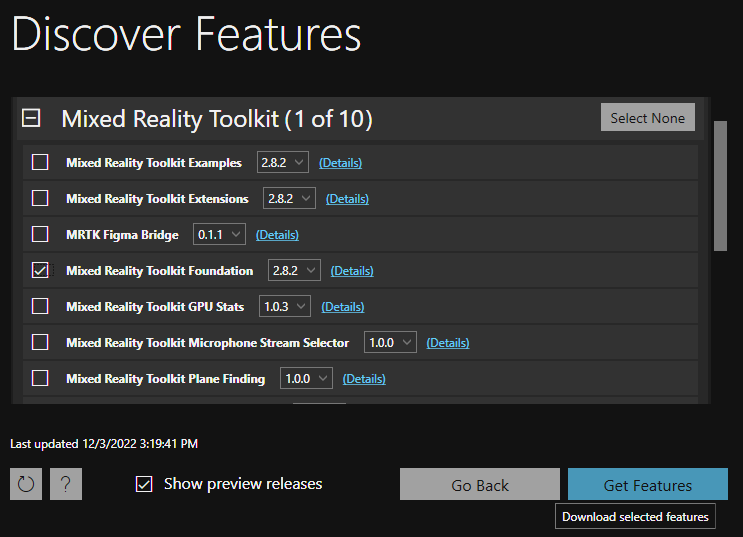 Discover Features
Mixed Reality Toolkit (1 of 10)
Select None
Mixed Reality Toolkit Examples 2.8.2 (Details)
Mixed Reality Toolkit Extensions 2.8.2 (Details)
MRTK Figma Bridge 0.1.1 (Details)
Mixed Reality Toolkit Foundation 2.8.2 (Details)
Mixed Reality Toolkit GPU Stats 1.0.3 (Details)
Mixed Reality Toolkit Microphone Stream Selector 1.0.0 (Details)
Mixed Reality Toolkit Plane Finding 1.0.0 (Details)
Last updated 12/3/2022 3:19:41 PM
? Show preview releases Go Back Get Features
Download selected features